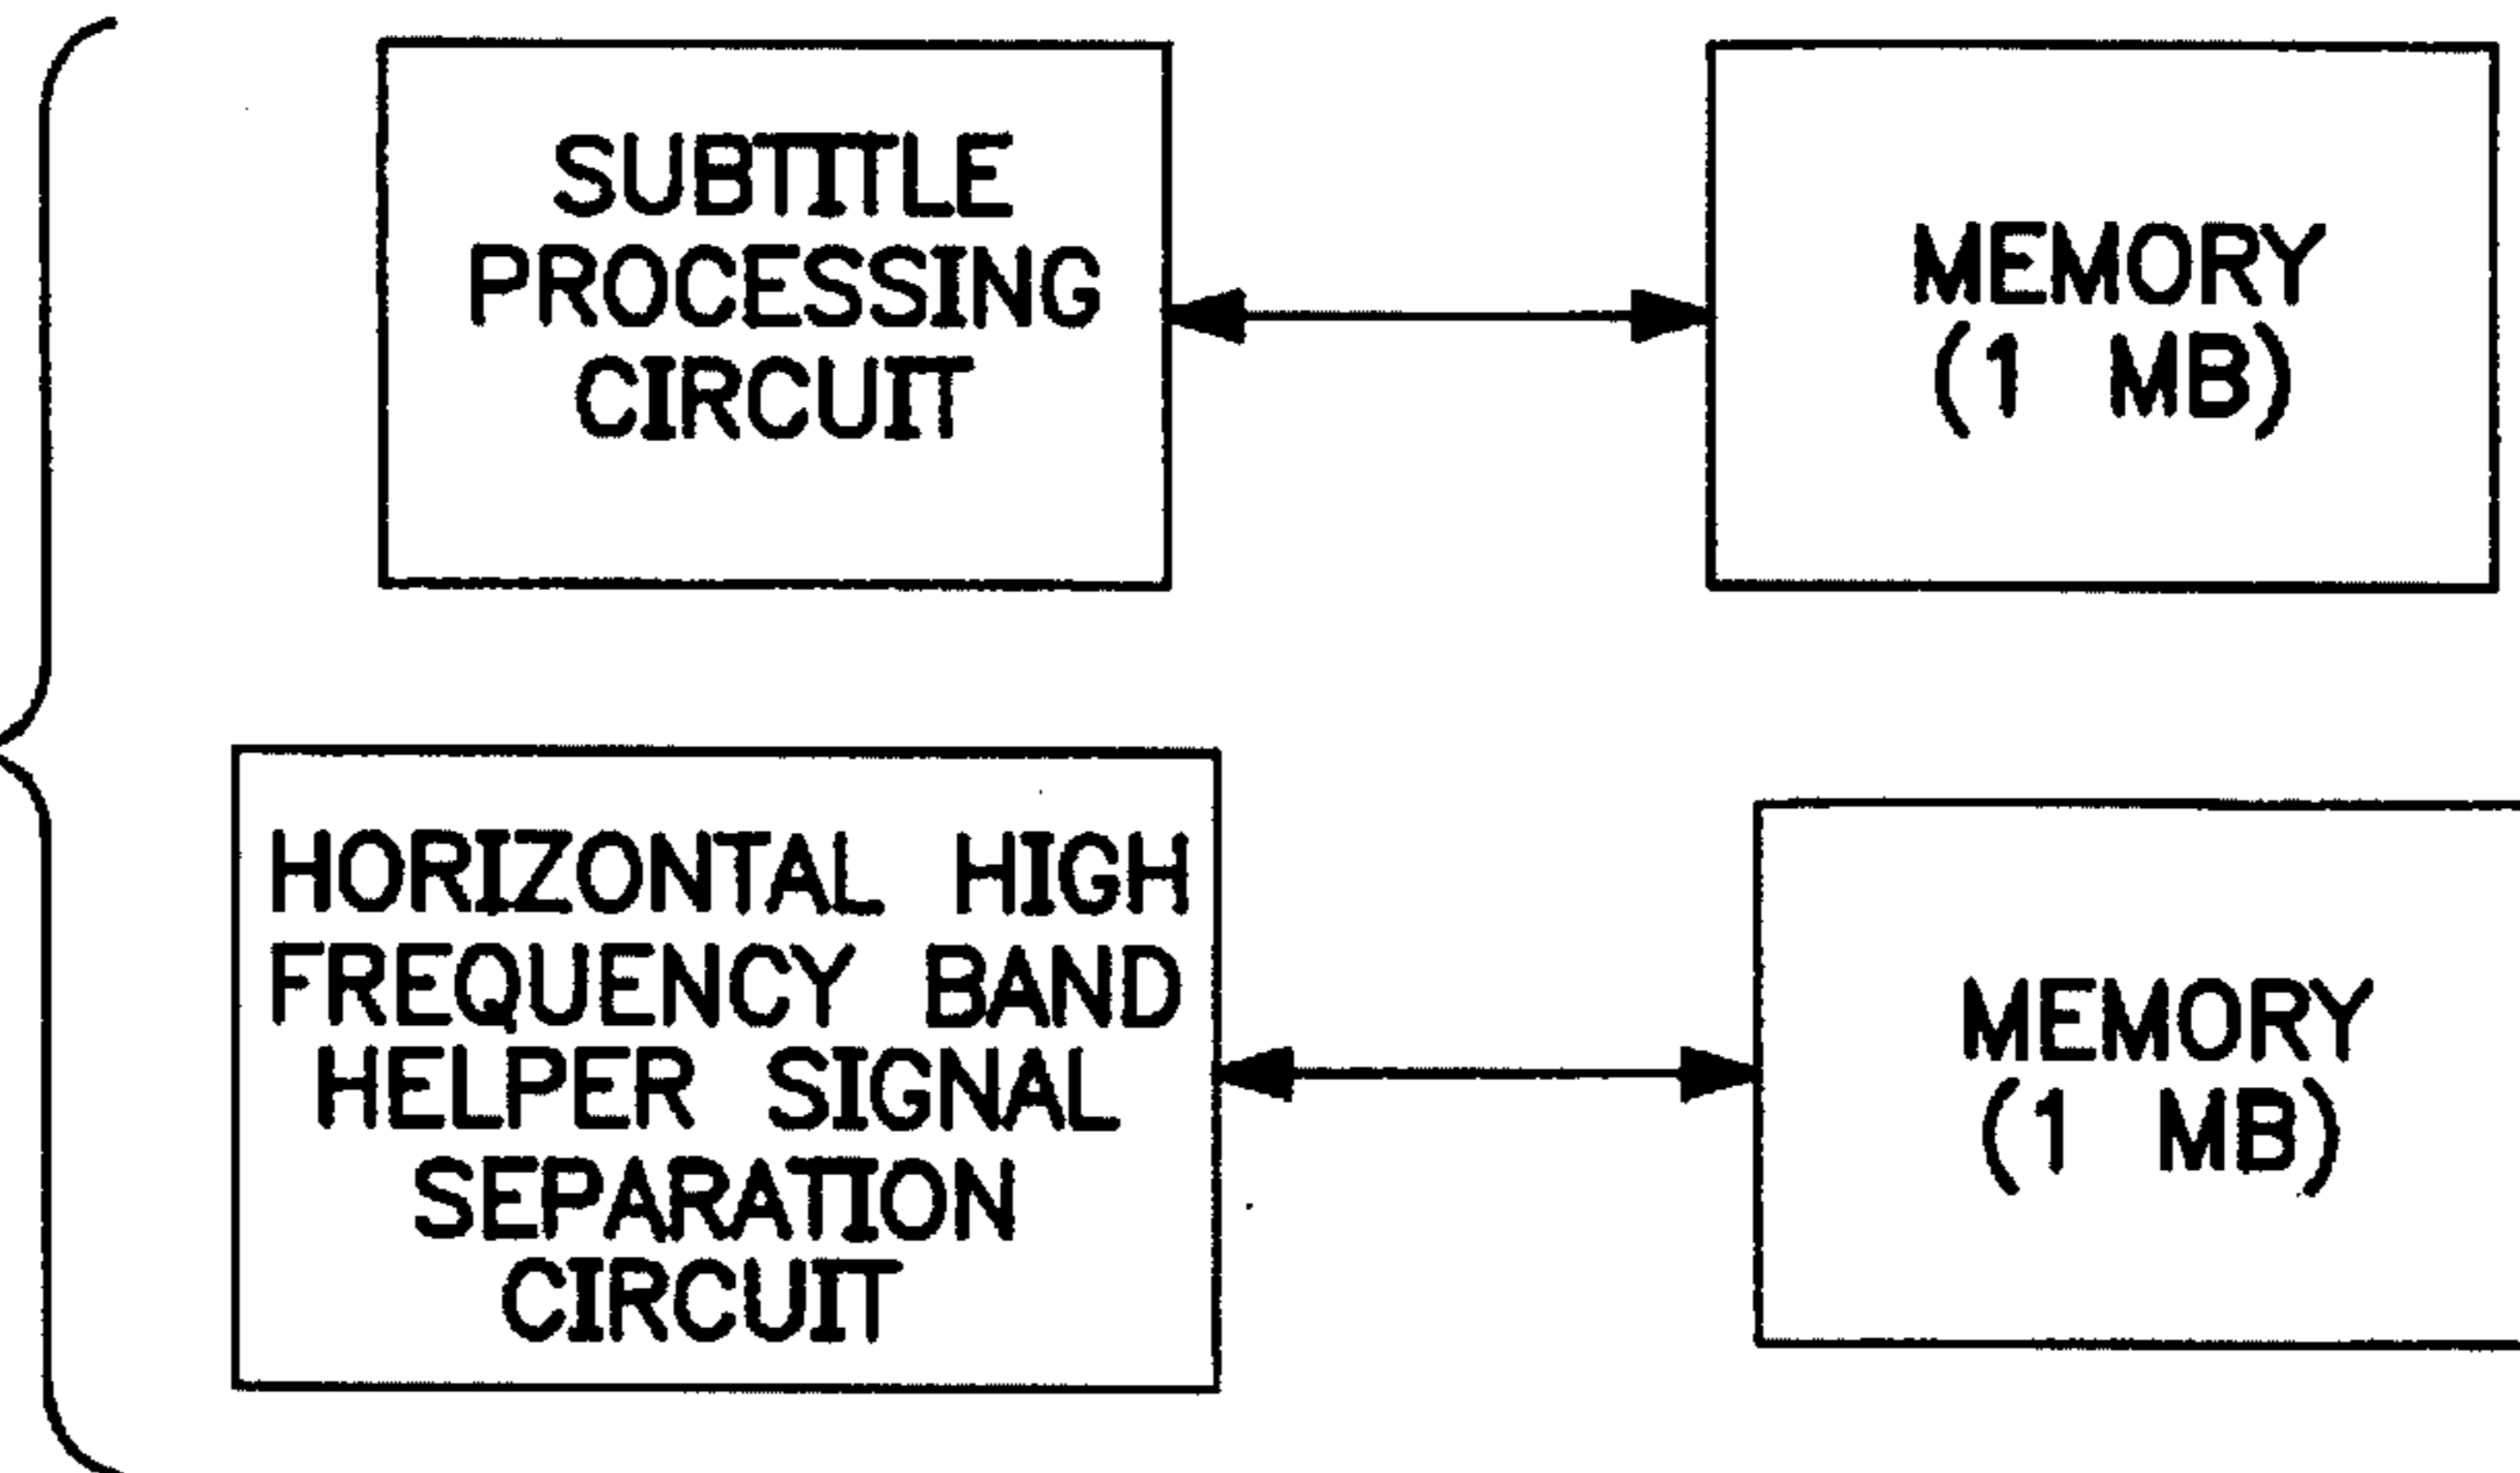 SUBTITLE
PROCESSING
CIRCUIT
MEMORY
(1 MB)
HORIZONTAL HIGH
FREQUENCY BAND
HELPER SIGNAL
SEPARATION
CIRCUIT
MEMORY
(1 MB)